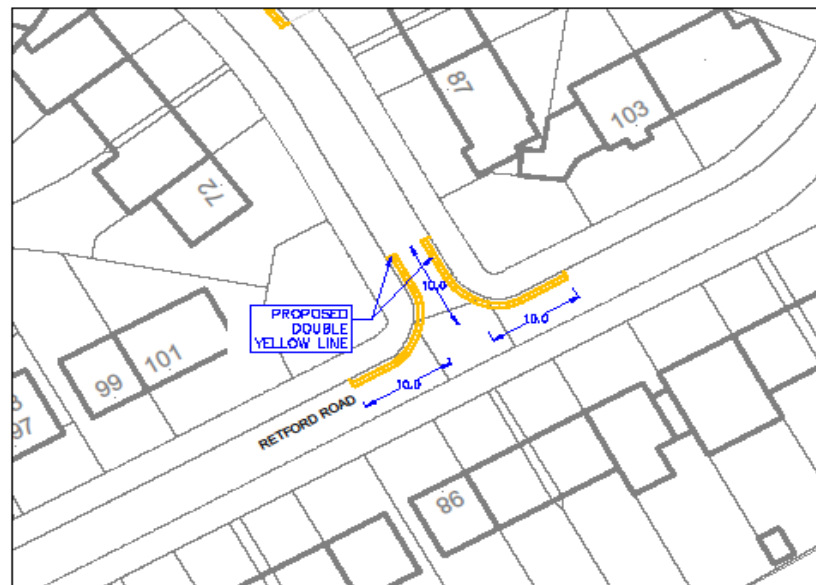 87
103
72
10.0
PROPOSED
DOUBLE
YELLOW LINE
10.0
101
99
10.0
97
RETFORD ROAD
86